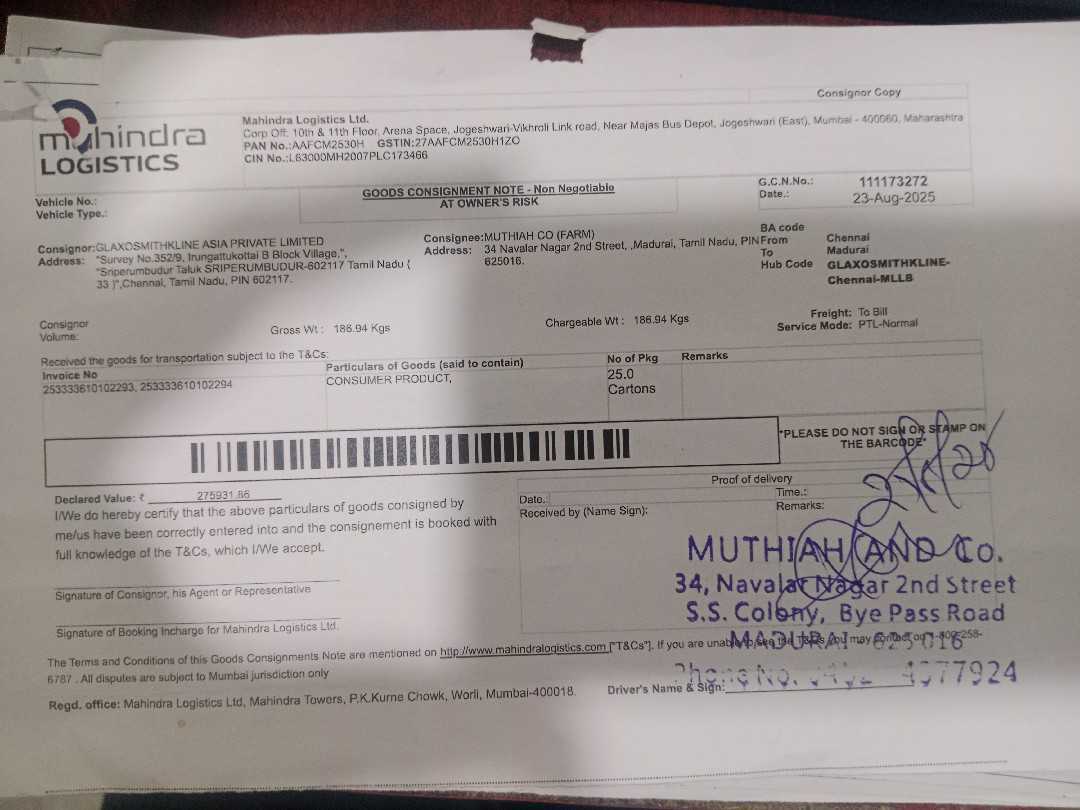 Consignor Copy
mahindra
LOGISTICS
Mahindra Logistics Ltd.
Corp Off: 10th & 11th Floor, Arena Space, Jogeshwari-Vikhroli Link road, Near Majas Bus Depot, Jogeshwari (East), Mumbai - 400060, Maharashtra
PAN No.:AAFCM2530H GSTIN:27AAFCM2530H1ZO
CIN No.:L63000MH2007PLC173466
Vehicle No.:
Vehicle Type.:
GOODS CONSIGNMENT NOTE - Non Negotiable
AT OWNER'S RISK
G.C.N.No.: 111173272
Date.: 23-Aug-2025
Consignor:GLAXOSMITHKLINE ASIA PRIVATE LIMITED
Address: "Survey No.352/9, Irungattukottai B Block Village,",
"Sriperumbudur Taluk SRIPERUMBUDUR-602117 Tamil Nadu (
33 )",Chennai, Tamil Nadu, PIN 602117.
Consignee:MUTHIAH CO (FARM)
Address: 34 Navalar Nagar 2nd Street, ,Madurai, Tamil Nadu, PIN
625016.
BA code
From Chennai
To Madurai
Hub Code GLAXOSMITHKLINE-
Chennai-MLLB
Consignor
Volume:
Gross Wt : 186.94 Kgs
Chargeable Wt : 186.94 Kgs
Freight: To Bill
Service Mode: PTL-Normal
Received the goods for transportation subject to the T&Cs:
Invoice No
253333610102293, 253333610102294
Particulars of Goods (said to contain)
CONSUMER PRODUCT,
No of Pkg
25.0
Cartons
Remarks
*PLEASE DO NOT SIGN OR STAMP ON
THE BARCODE*
Declared Value: ₹ 275931.86
I/We do hereby certify that the above particulars of goods consigned by
me/us have been correctly entered into and the consignement is booked with
full knowledge of the T&Cs, which I/We accept.
Signature of Consignor, his Agent or Representative
Signature of Booking Incharge for Mahindra Logistics Ltd.
Proof of delivery
Date.:
Time.:
Received by (Name Sign):
Remarks:
MUTHIAH AND Co.
34, Navalar Nagar 2nd Street
S.S. Colony, Bye Pass Road
MADURAI - 625016
Phone No. 0452 4377924
The Terms and Conditions of this Goods Consignments Note are mentioned on http://www.mahindralogistics.com ["T&Cs"]. If you are unable to see the T&Cs you may contact on 1-800-258-
6787 . All disputes are subject to Mumbai jurisdiction only
Driver's Name & Sign:
Regd. office: Mahindra Logistics Ltd, Mahindra Towers, P.K.Kurne Chowk, Worli, Mumbai-400018.